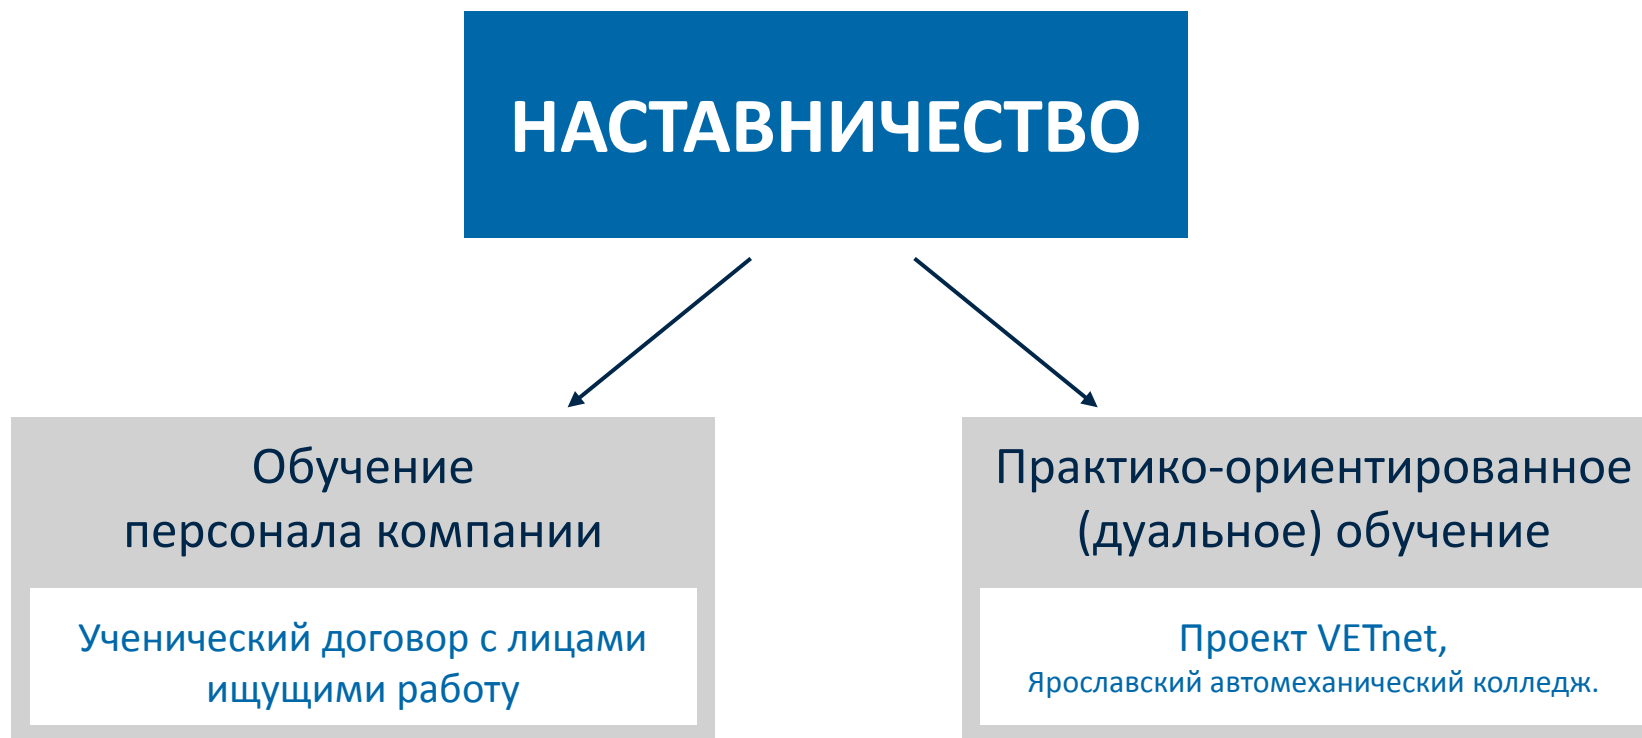 НАСТАВНИЧЕСТВО
Обучение
персонала компании
Ученический договор с лицами
ищущими работу
Практико-ориентированное
(дуальное) обучение
Проект VETnet,
Ярославский автомеханический колледж.